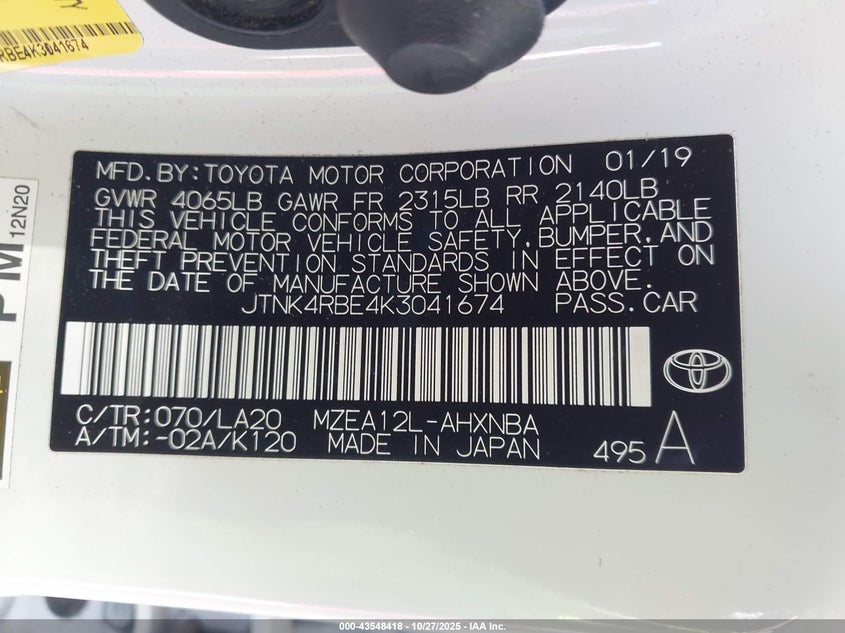 RBE4K3041674
MFD. BY: TOYOTA MOTOR CORPORATION 01/19
GVWR 4065LB GAWR FR 2315LB RR 2140LB
THIS VEHICLE CONFORMS TO ALL APPLICABLE
FEDERAL MOTOR VEHICLE SAFETY, BUMPER, AND
THEFT PREVENTION STANDARDS IN EFFECT ON
THE DATE OF MANUFACTURE SHOWN ABOVE.
JTNK4RBE4K3041674 PASS. CAR
C/TR: 070/LA20 MZEA12L-AHXNBA
A/TM: -02A/K120 MADE IN JAPAN
495 A
PM
12N20
000-43548418 - 10/27/2025 - IAA Inc.